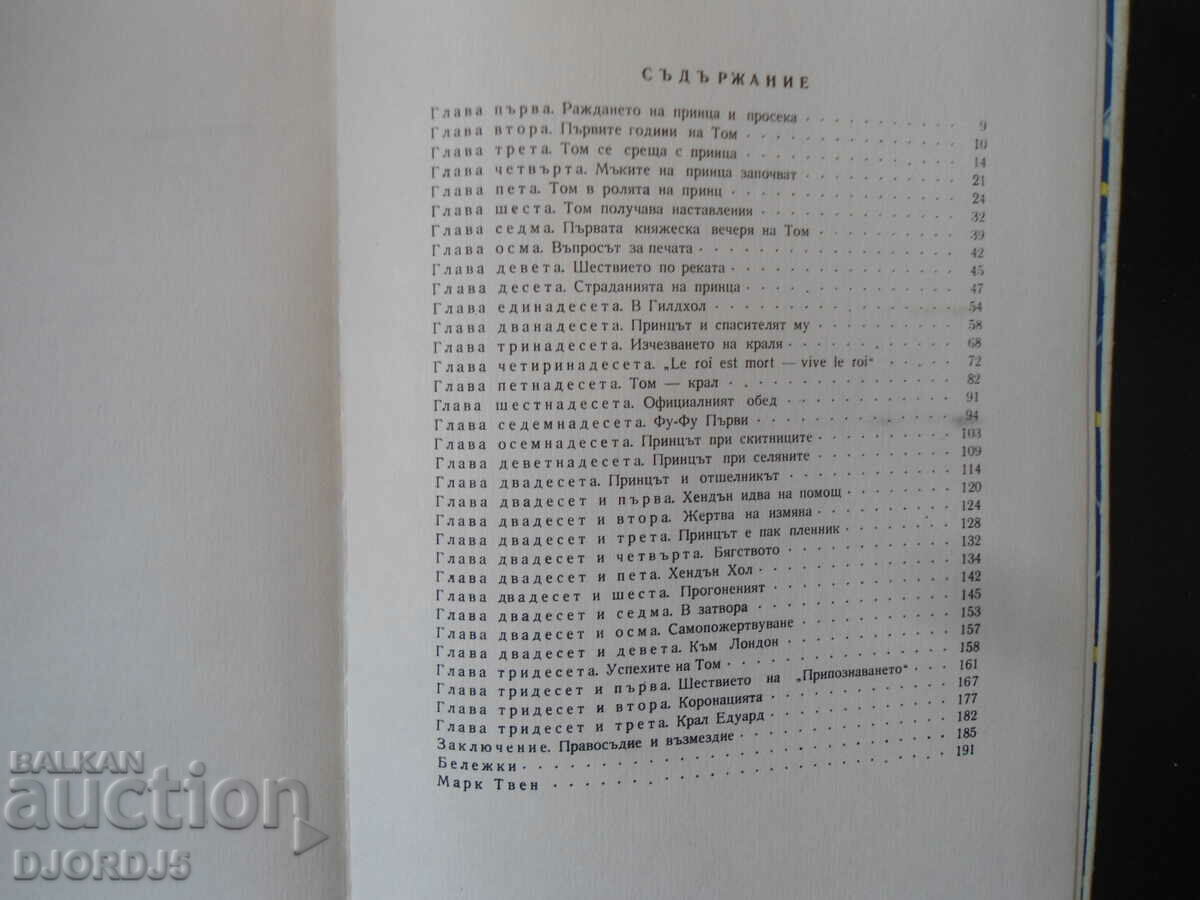 СЪДЪРЖАНИЕ
Глава първа. Раждането на принца и просека 9
Глава втора. Първите години на Том 10
Глава трета. Том се среща с принца 14
Глава четвърта. Мъките на принца започват 21
Глава пета. Том в ролята на принц 24
Глава шеста. Том получава наставления 32
Глава седма. Първата княжеска вечеря на Том 39
Глава осма. Въпросът за печата 42
Глава девета. Шествието по реката 45
Глава десета. Страданията на принца 47
Глава единадесета. В Гилдхол 54
Глава дванадесета. Принцът и спасителят му 58
Глава тринадесета. Изчезването на краля 68
Глава четиринадесета. „Le roi est mort — vive le roi“ 72
Глава петнадесета. Том — крал 82
Глава шестнадесета. Официалният обед 91
Глава седемнадесета. Фу-Фу Първи 94
Глава осемнадесета. Принцът при скитниците 103
Глава деветнадесета. Принцът при селяните 109
Глава двадесета. Принцът и отшелникът 114
Глава двадесет и първа. Хендън идва на помощ 120
Глава двадесет и втора. Жертва на измяна 124
Глава двадесет и трета. Принцът е пак пленник 128
Глава двадесет и четвърта. Бягството 132
Глава двадесет и пета. Хендън Хол 134
Глава двадесет и шеста. Прогоненият 142
Глава двадесет и седма. В затвора 145
Глава двадесет и осма. Самопожертвуване 153
Глава двадесет и девета. Към Лондон 157
Глава тридесета. Успехите на Том 158
Глава тридесет и първа. Шествието на „Припознаването“ 161
Глава тридесет и втора. Коронацията 167
Глава тридесет и трета. Крал Едуард 177
Заключение. Правосъдие и възмездие 182
Бележки 185
Марк Твен 191
BALKAN
auction
DJORDJ5